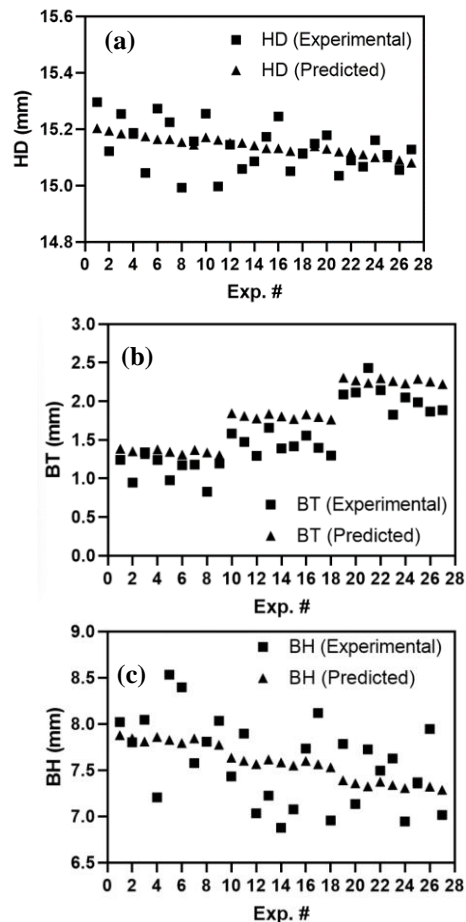 15.6
(a)
■ HD (Experimental)
▲ HD (Predicted)
15.4
HD (mm)
15.2
15.0
14.8
0 2 4 6 8 10 12 14 16 18 20 22 24 26 28
Exp. #
3.0
(b)
2.5
2.0
BT (mm)
1.5
1.0
■ BT (Experimental)
0.5
▲ BT (Predicted)
0.0
0 2 4 6 8 10 12 14 16 18 20 22 24 26 28
Exp. #
9.0
■ BH (Experimental)
(c)
▲ BH (Predicted)
8.5
8.0
BH (mm)
7.5
7.0
6.5
0 2 4 6 8 10 12 14 16 18 20 22 24 26 28
Exp. #